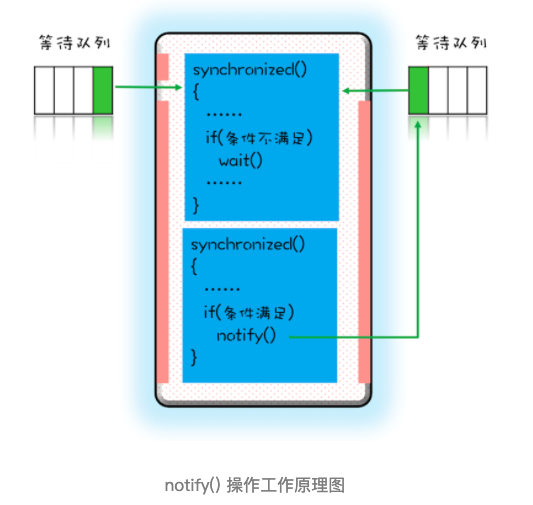 等待队列
等待队列
synchronized()
{
……
if(条件不满足)
wait()
……
}
synchronized()
{
……
if(条件满足)
notify()
}
notify() 操作工作原理图